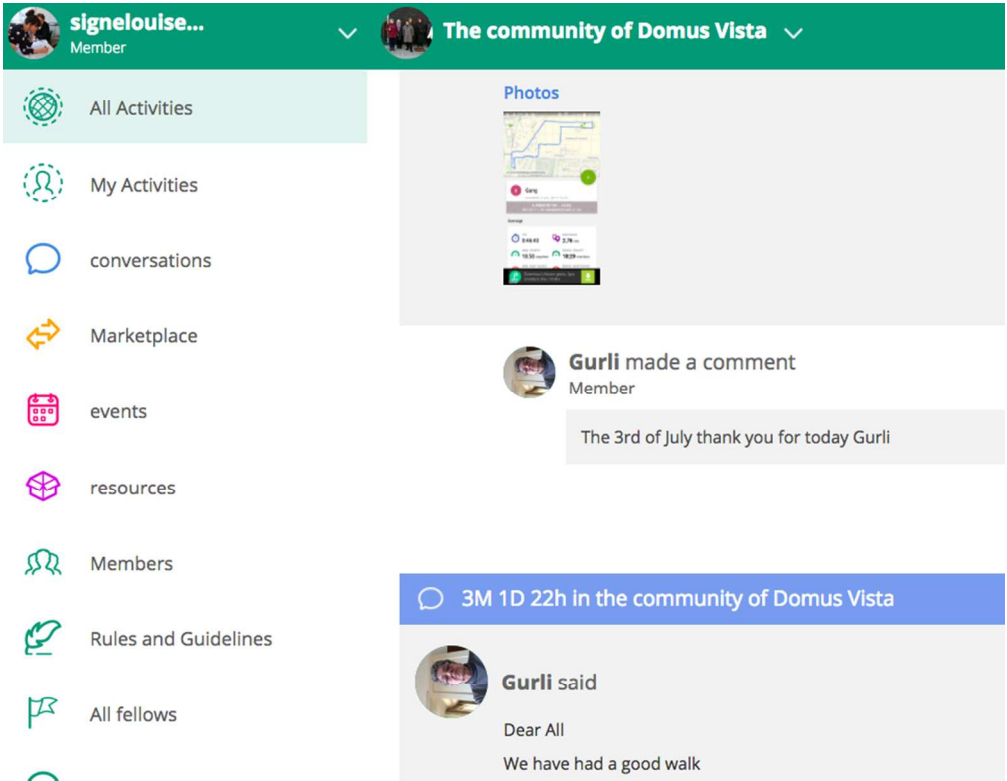 signelouise...
Member
The community of Domus Vista
All Activities
My Activities
conversations
Marketplace
events
resources
Members
Rules and Guidelines
All fellows
Photos
Gang
Gurli made a comment
Member
The 3rd of July thank you for today Gurli
3M 1D 22h in the community of Domus Vista
Gurli said
Dear All
We have had a good walk